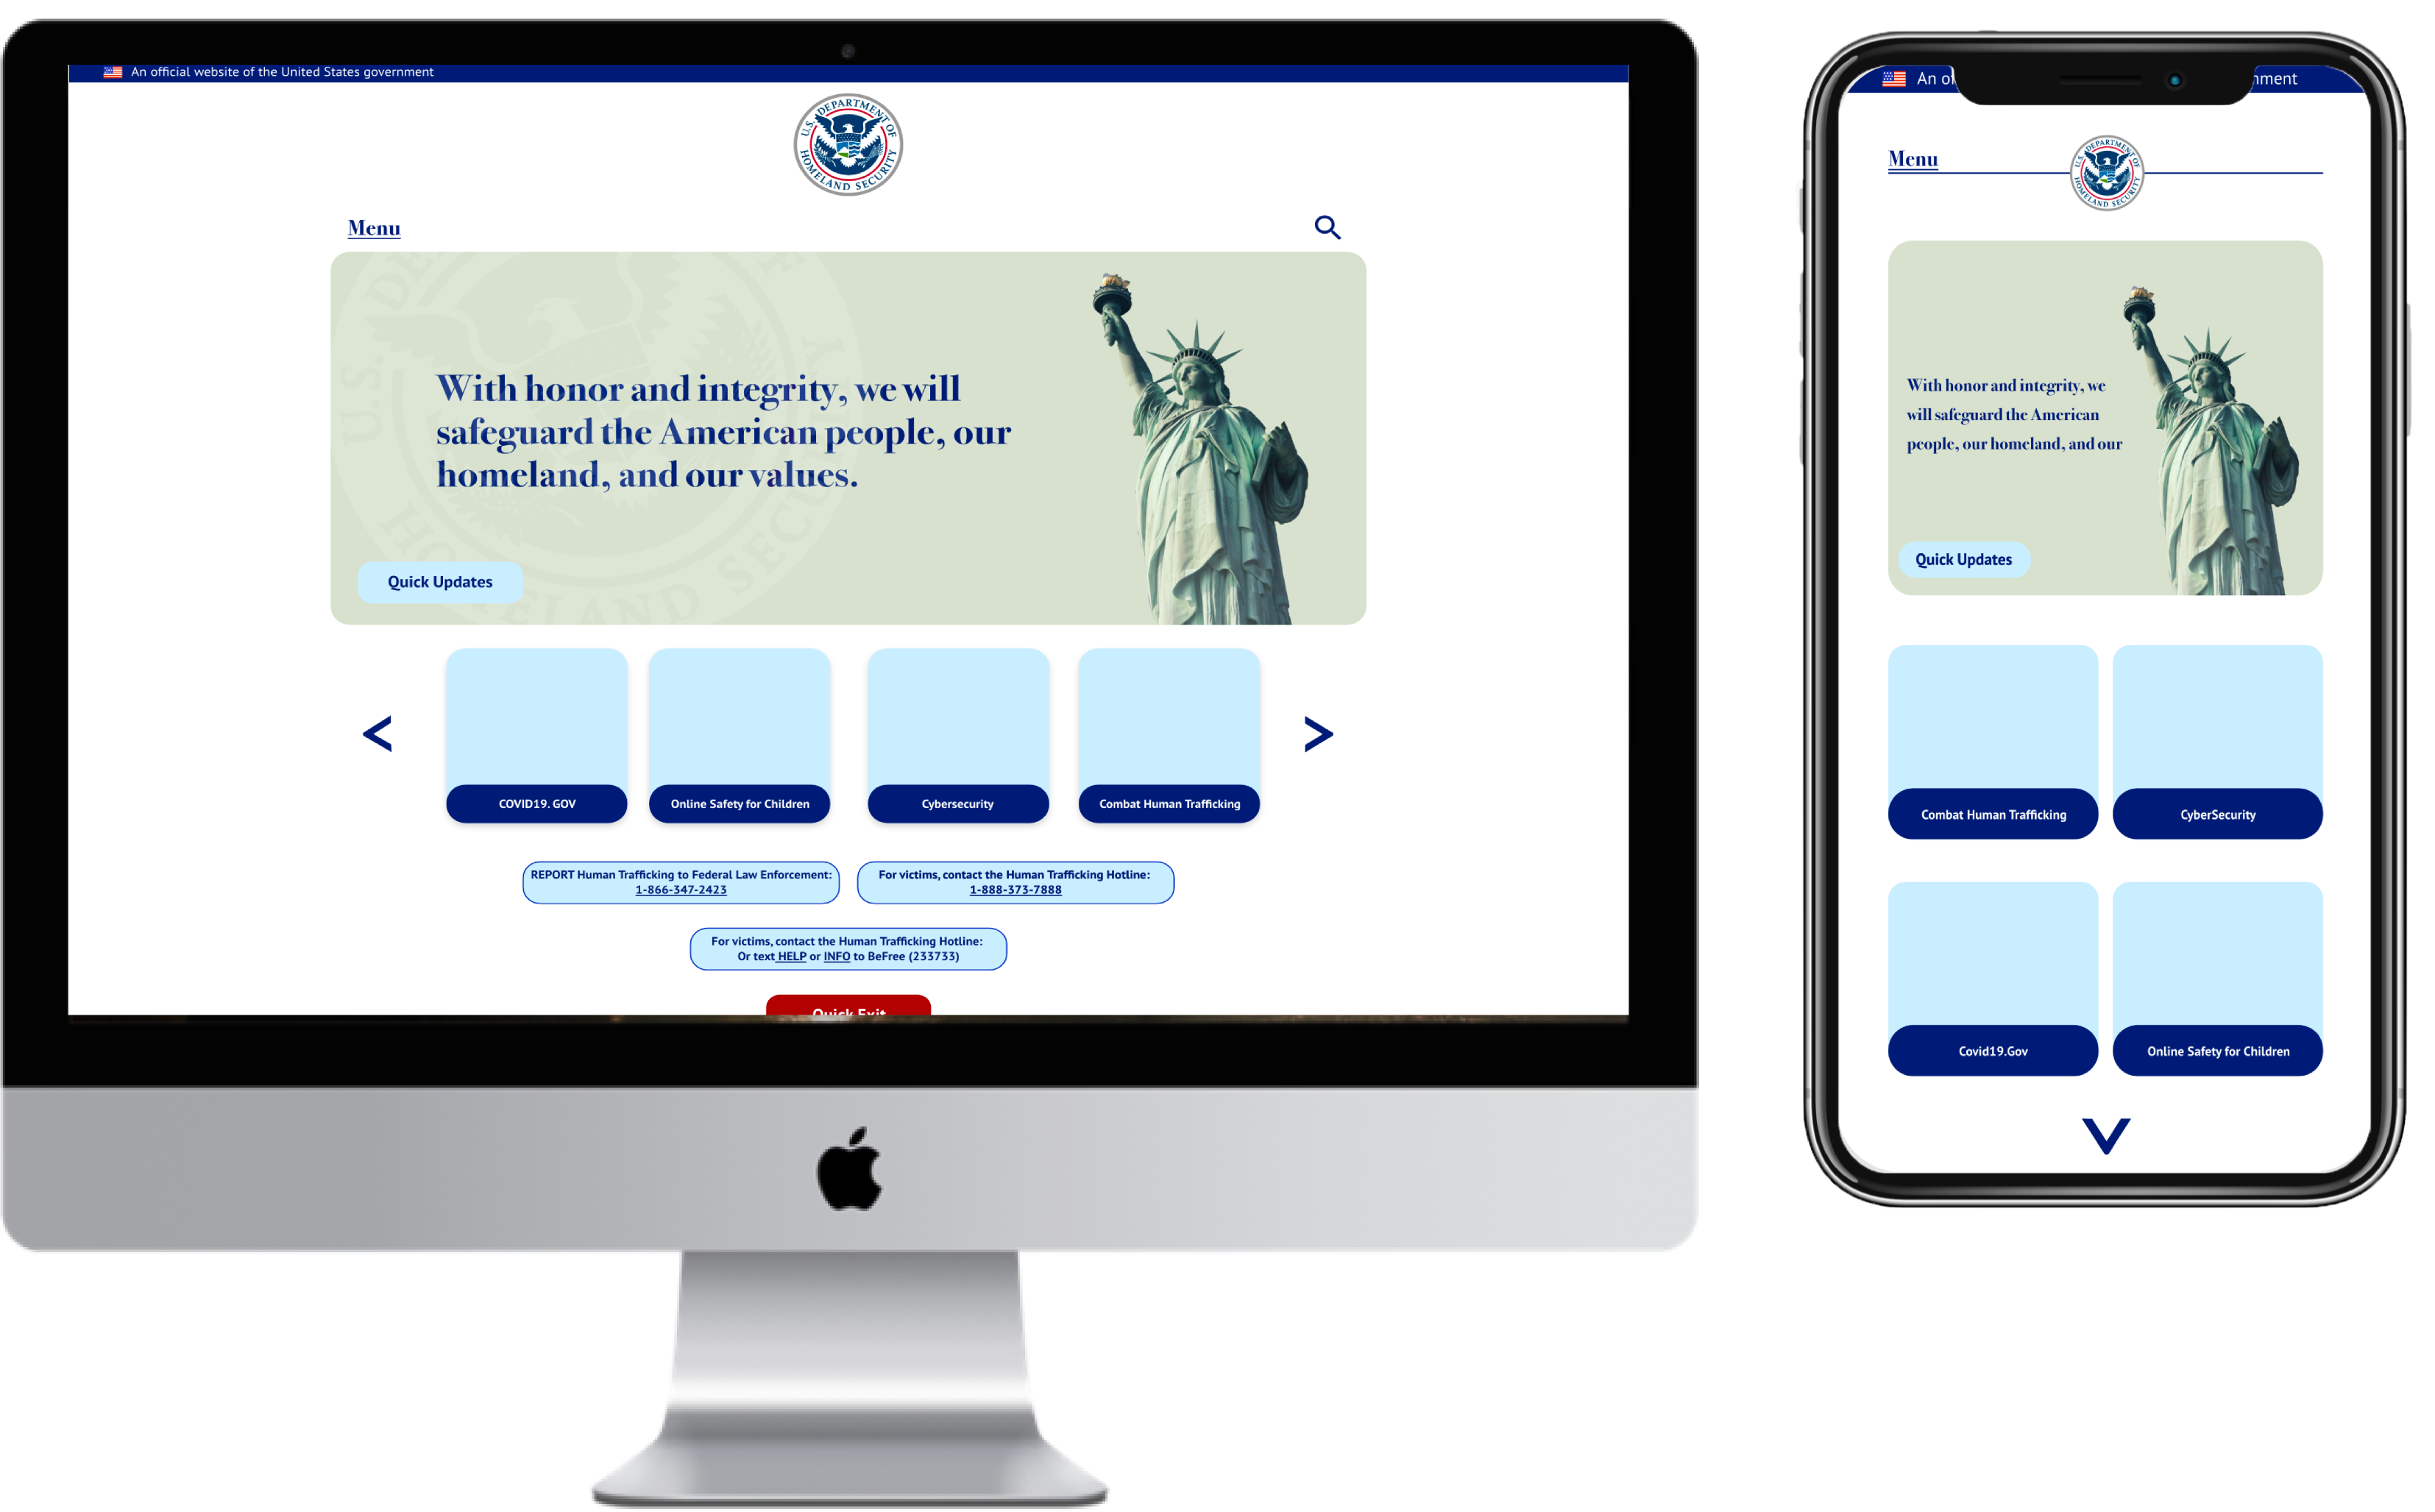 An official website of the United States government
U.S. DEPARTMENT OF
HOMELAND SECURITY
Menu
U.S. DE F
HOMELAND SECURITY
With honor and integrity, we will
safeguard the American people, our
homeland, and our values.
Quick Updates
<
>
COVID19. GOV
Online Safety for Children
Cybersecurity
Combat Human Trafficking
REPORT Human Trafficking to Federal Law Enforcement:
1-866-347-2423
For victims, contact the Human Trafficking Hotline:
1-888-373-7888
For victims, contact the Human Trafficking Hotline:
Or text HELP or INFO to BeFree (233733)
Quick Exit
An of nment
Menu
U.S. DEPARTMENT OF
HOMELAND SECURITY
With honor and integrity, we
will safeguard the American
people, our homeland, and our
Quick Updates
Combat Human Trafficking
CyberSecurity
Covid19.Gov
Online Safety for Children